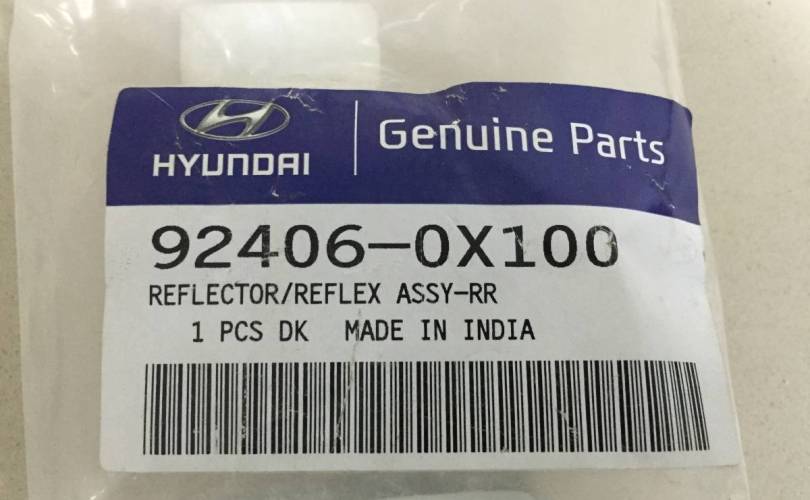 HYUNDAI
Genuine Parts
92406-0X100
REFLECTOR/REFLEX ASSY-RR
1 PCS DK MADE IN INDIA